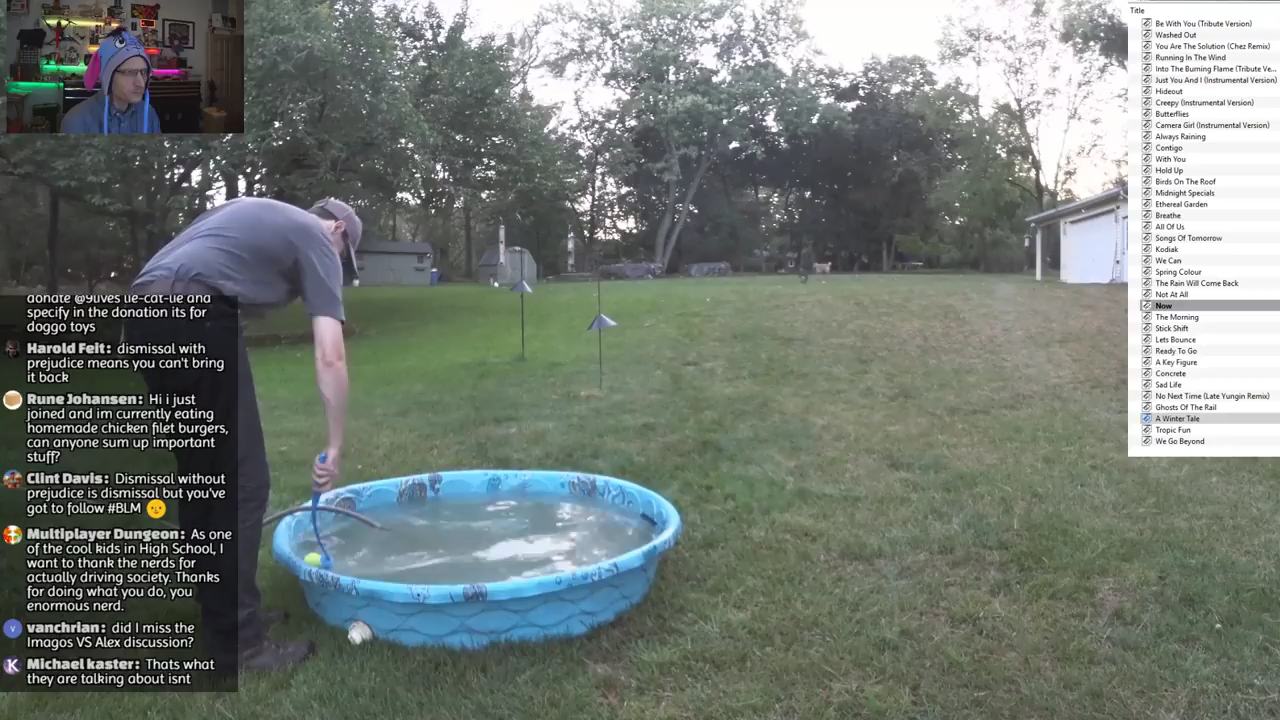 donate @9lives lie-cat-lie and
specify in the donation its for
doggo toys
Harold Feit: dismissal with
prejudice means you can't bring
it back
Rune Johansen: Hi i just
joined and im currently eating
homemade chicken filet burgers,
can anyone sum up important
stuff?
Clint Davis: Dismissal without
prejudice is dismissal but you've
got to follow #BLM
Multiplayer Dungeon: As one
of the cool kids in High School, I
want to thank the nerds for
actually driving society. Thanks
for doing what you do, you
enormous nerd.
vanchrian: did I miss the
Imagos VS Alex discussion?
Michael kaster: Thats what
they are talking about isnt
Title
Be With You (Tribute Version)
Washed Out
You Are The Solution (Chez Remix)
Running In The Wind
Into The Burning Flame (Tribute Ve...
Just You And I (Instrumental Version)
Hideout
Creepy (Instrumental Version)
Butterflies
Camera Girl (Instrumental Version)
Always Raining
Contigo
With You
Hold Up
Birds On The Roof
Midnight Specials
Ethereal Garden
Breathe
All Of Us
Songs Of Tomorrow
Kodiak
We Can
Spring Colour
The Rain Will Come Back
Not At All
Now
The Morning
Stick Shift
Lets Bounce
Ready To Go
A Key Figure
Concrete
Sad Life
No Next Time (Late Yungin Remix)
Ghosts Of The Rail
A Winter Tale
Tropic Fun
We Go Beyond